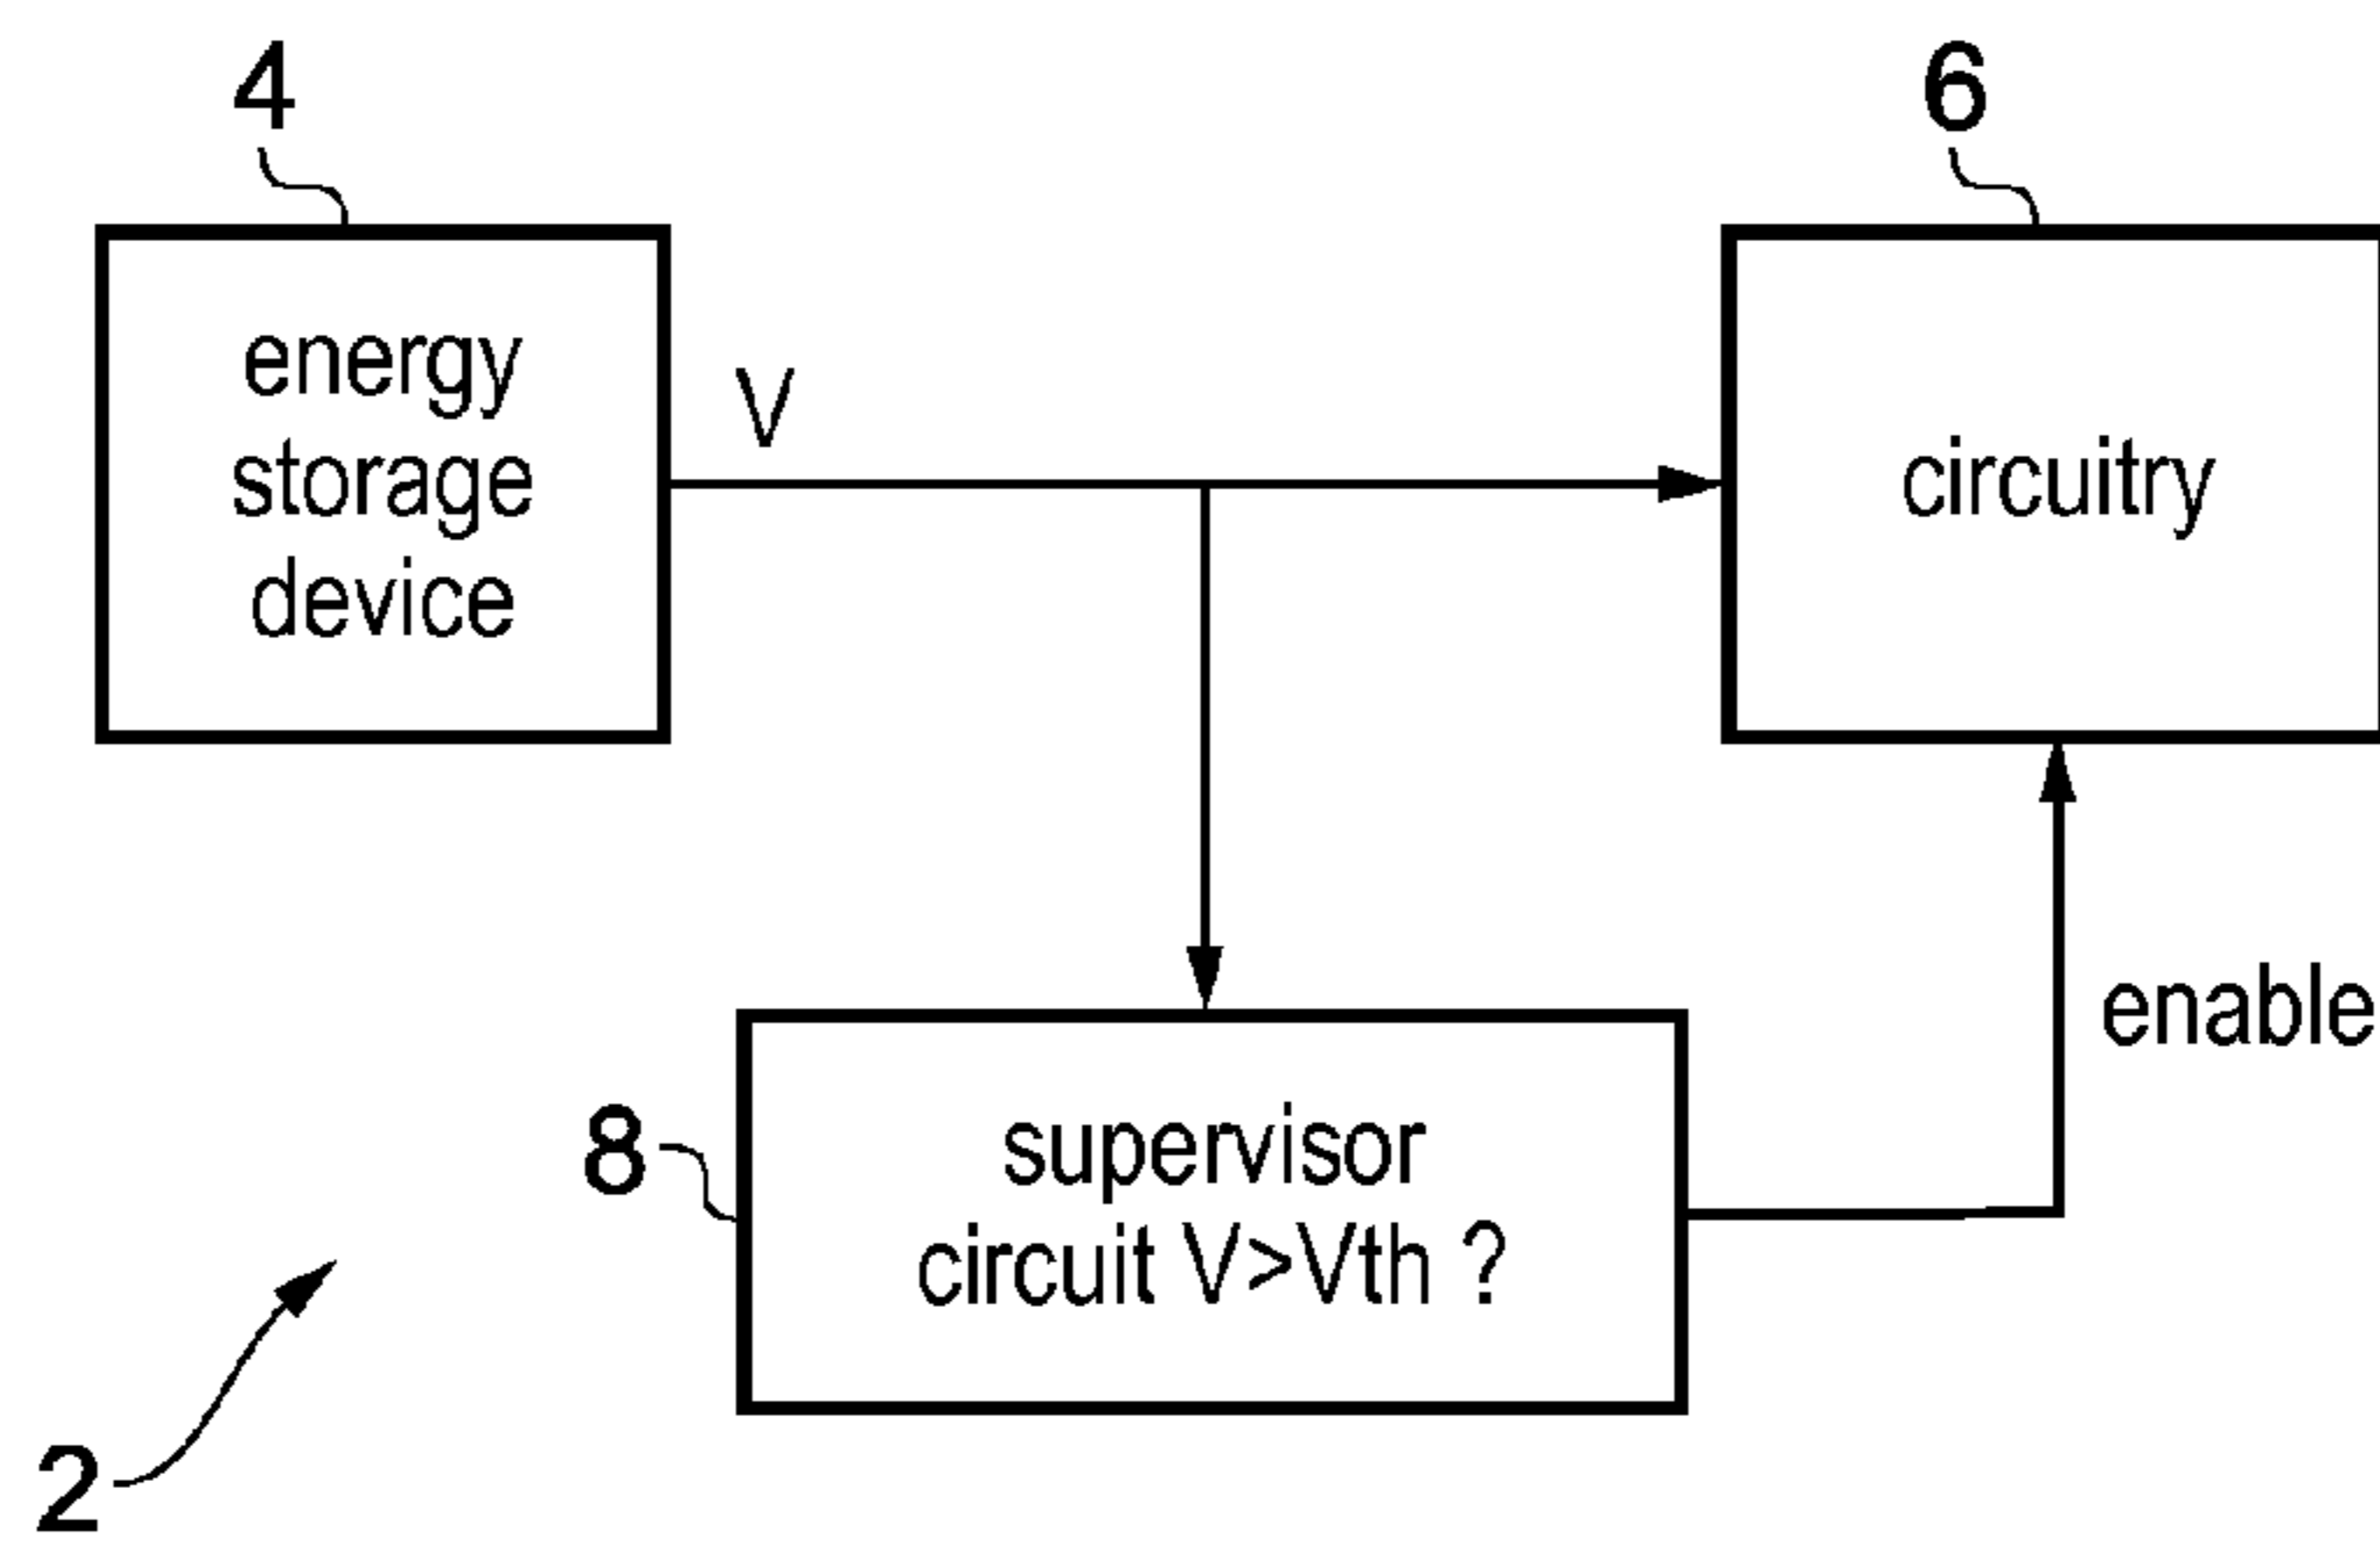 4
6
energy
storage
device
V
circuitry
enable
8
supervisor
circuit V>Vth ?
2